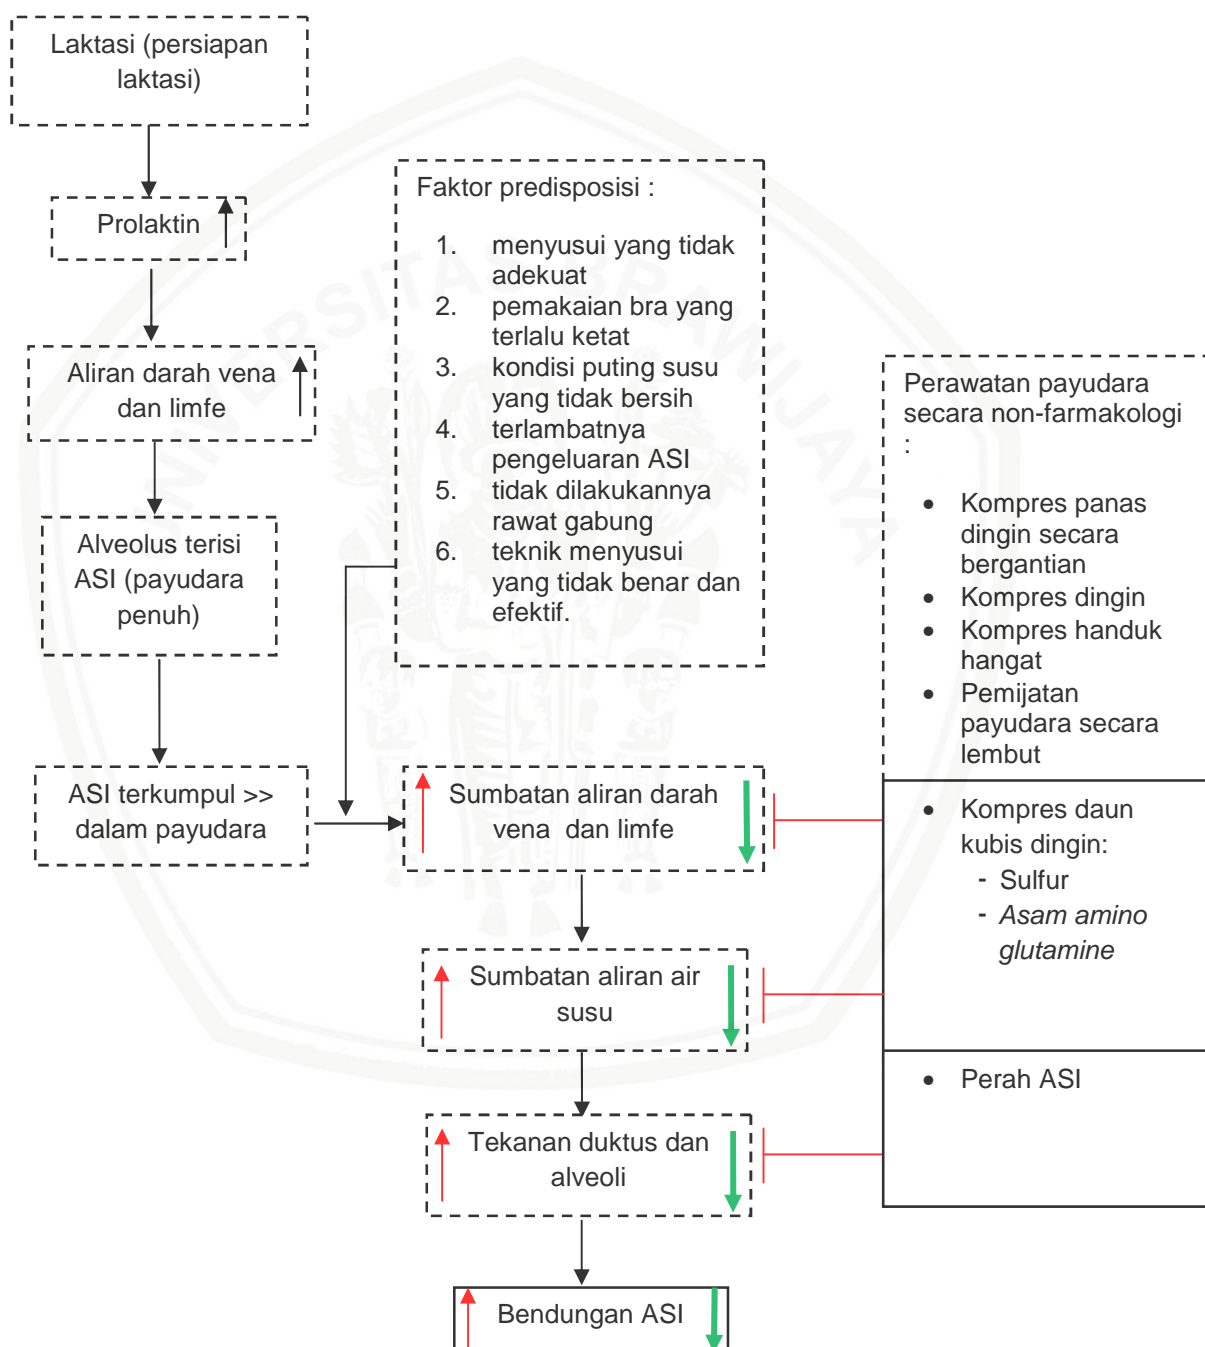 Laktasi (persiapan
laktasi)
Prolaktin
Aliran darah vena
dan limfe
Alveolus terisi
ASI (payudara
penuh)
ASI terkumpul >>
dalam payudara
Faktor predisposisi :
1. menyusui yang tidak
adekuat
2. pemakaian bra yang
terlalu ketat
3. kondisi puting susu
yang tidak bersih
4. terlambatnya
pengeluaran ASI
5. tidak dilakukannya
rawat gabung
6. teknik menyusui
yang tidak benar dan
efektif.
Sumbatan aliran darah
vena dan limfe
Sumbatan aliran air
susu
Tekanan duktus dan
alveoli
Bendungan ASI
Perawatan payudara
secara non-farmakologi
:
• Kompres panas
dingin secara
bergantian
• Kompres dingin
• Kompres handuk
hangat
• Pemijatan
payudara secara
lembut
• Kompres daun
kubis dingin:
- Sulfur
- Asam amino
glutamine
• Perah ASI
UNIVERSITAS BRAWIJAYA